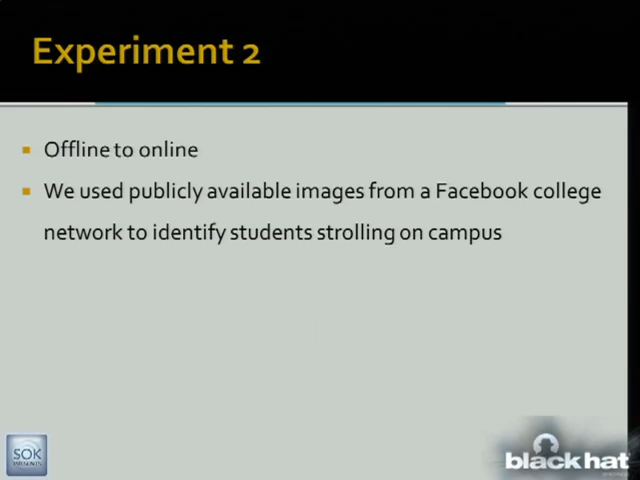 Experiment 2
Offline to online
We used publicly available images from a Facebook college
network to identify students strolling on campus
SOK
PRESENTS
black hat